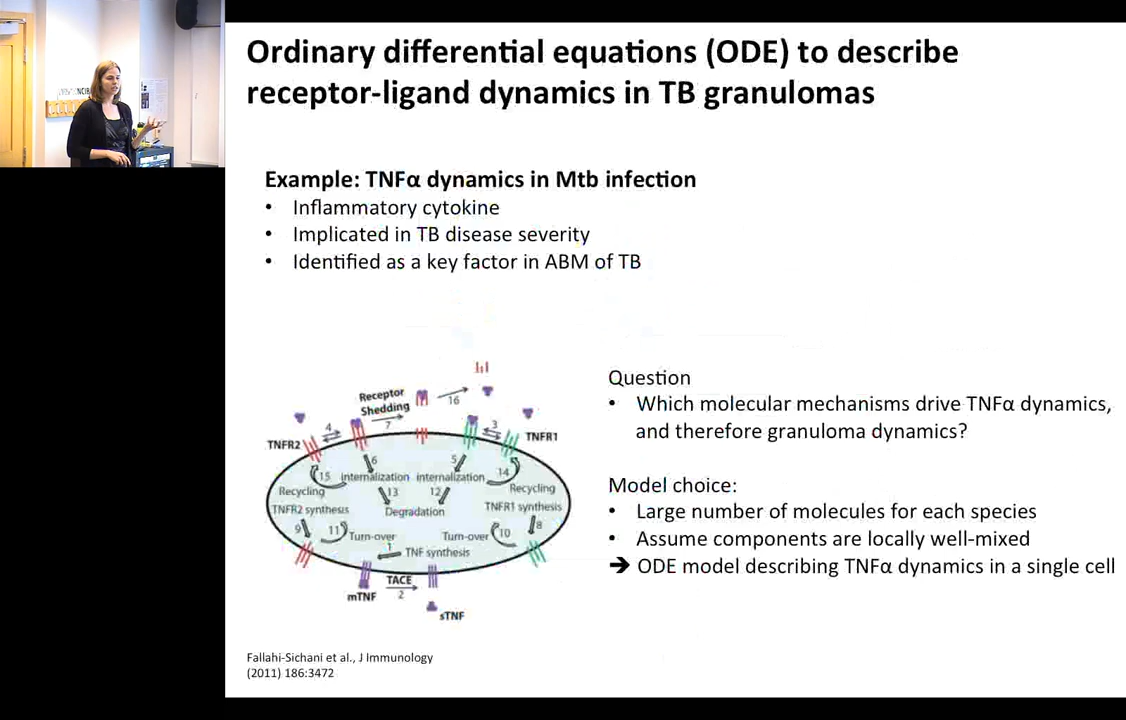 Ordinary differential equations (ODE) to describe
receptor-ligand dynamics in TB granulomas
Example: TNFα dynamics in Mtb infection
• Inflammatory cytokine
• Implicated in TB disease severity
• Identified as a key factor in ABM of TB
Receptor
Shedding
7
16
4
3
TNFR2
TNFR1
6
5
15
Internalization
internalization
14
Recycling
13
12
Recycling
TNFR2 synthesis
Degradation
TNFR1 synthesis
9
11
Turn-over
Turn-over
10
8
1
TNF synthesis
TACE
2
mTNF
sTNF
Question
• Which molecular mechanisms drive TNFα dynamics,
and therefore granuloma dynamics?
Model choice:
• Large number of molecules for each species
• Assume components are locally well-mixed
➔ ODE model describing TNFα dynamics in a single cell
Fallahi-Sichani et al., J Immunology
(2011) 186:3472